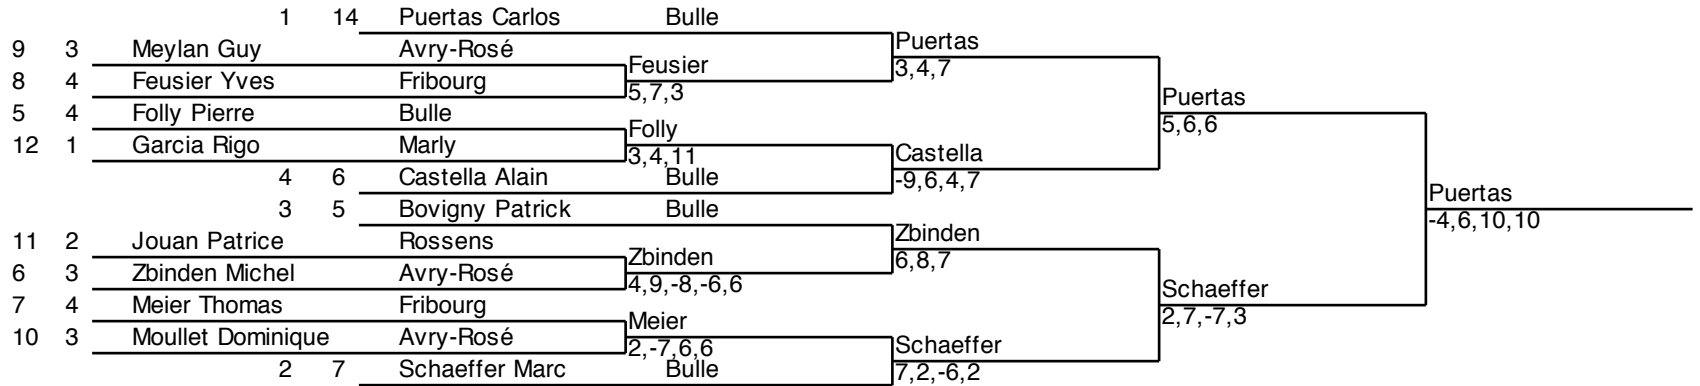 1 14 Puertas Carlos Bulle
Puertas
9 3 Meylan Guy Avry-Rosé
Feusier
3,4,7
8 4 Feusier Yves Fribourg
5,7,3
Puertas
5 4 Folly Pierre Bulle
5,6,6
Folly
12 1 Garcia Rigo Marly
3,4,11
Castella
4 6 Castella Alain Bulle
-9,6,4,7
Puertas
3 5 Bovigny Patrick Bulle
-4,6,10,10
Zbinden
11 2 Jouan Patrice Rossens
Zbinden
6,8,7
6 3 Zbinden Michel Avry-Rosé
4,9,-8,-6,6
Schaeffer
7 4 Meier Thomas Fribourg
2,7,-7,3
Meier
10 3 Moullet Dominique Avry-Rosé
2,-7,6,6
Schaeffer
2 7 Schaeffer Marc Bulle
7,2,-6,2